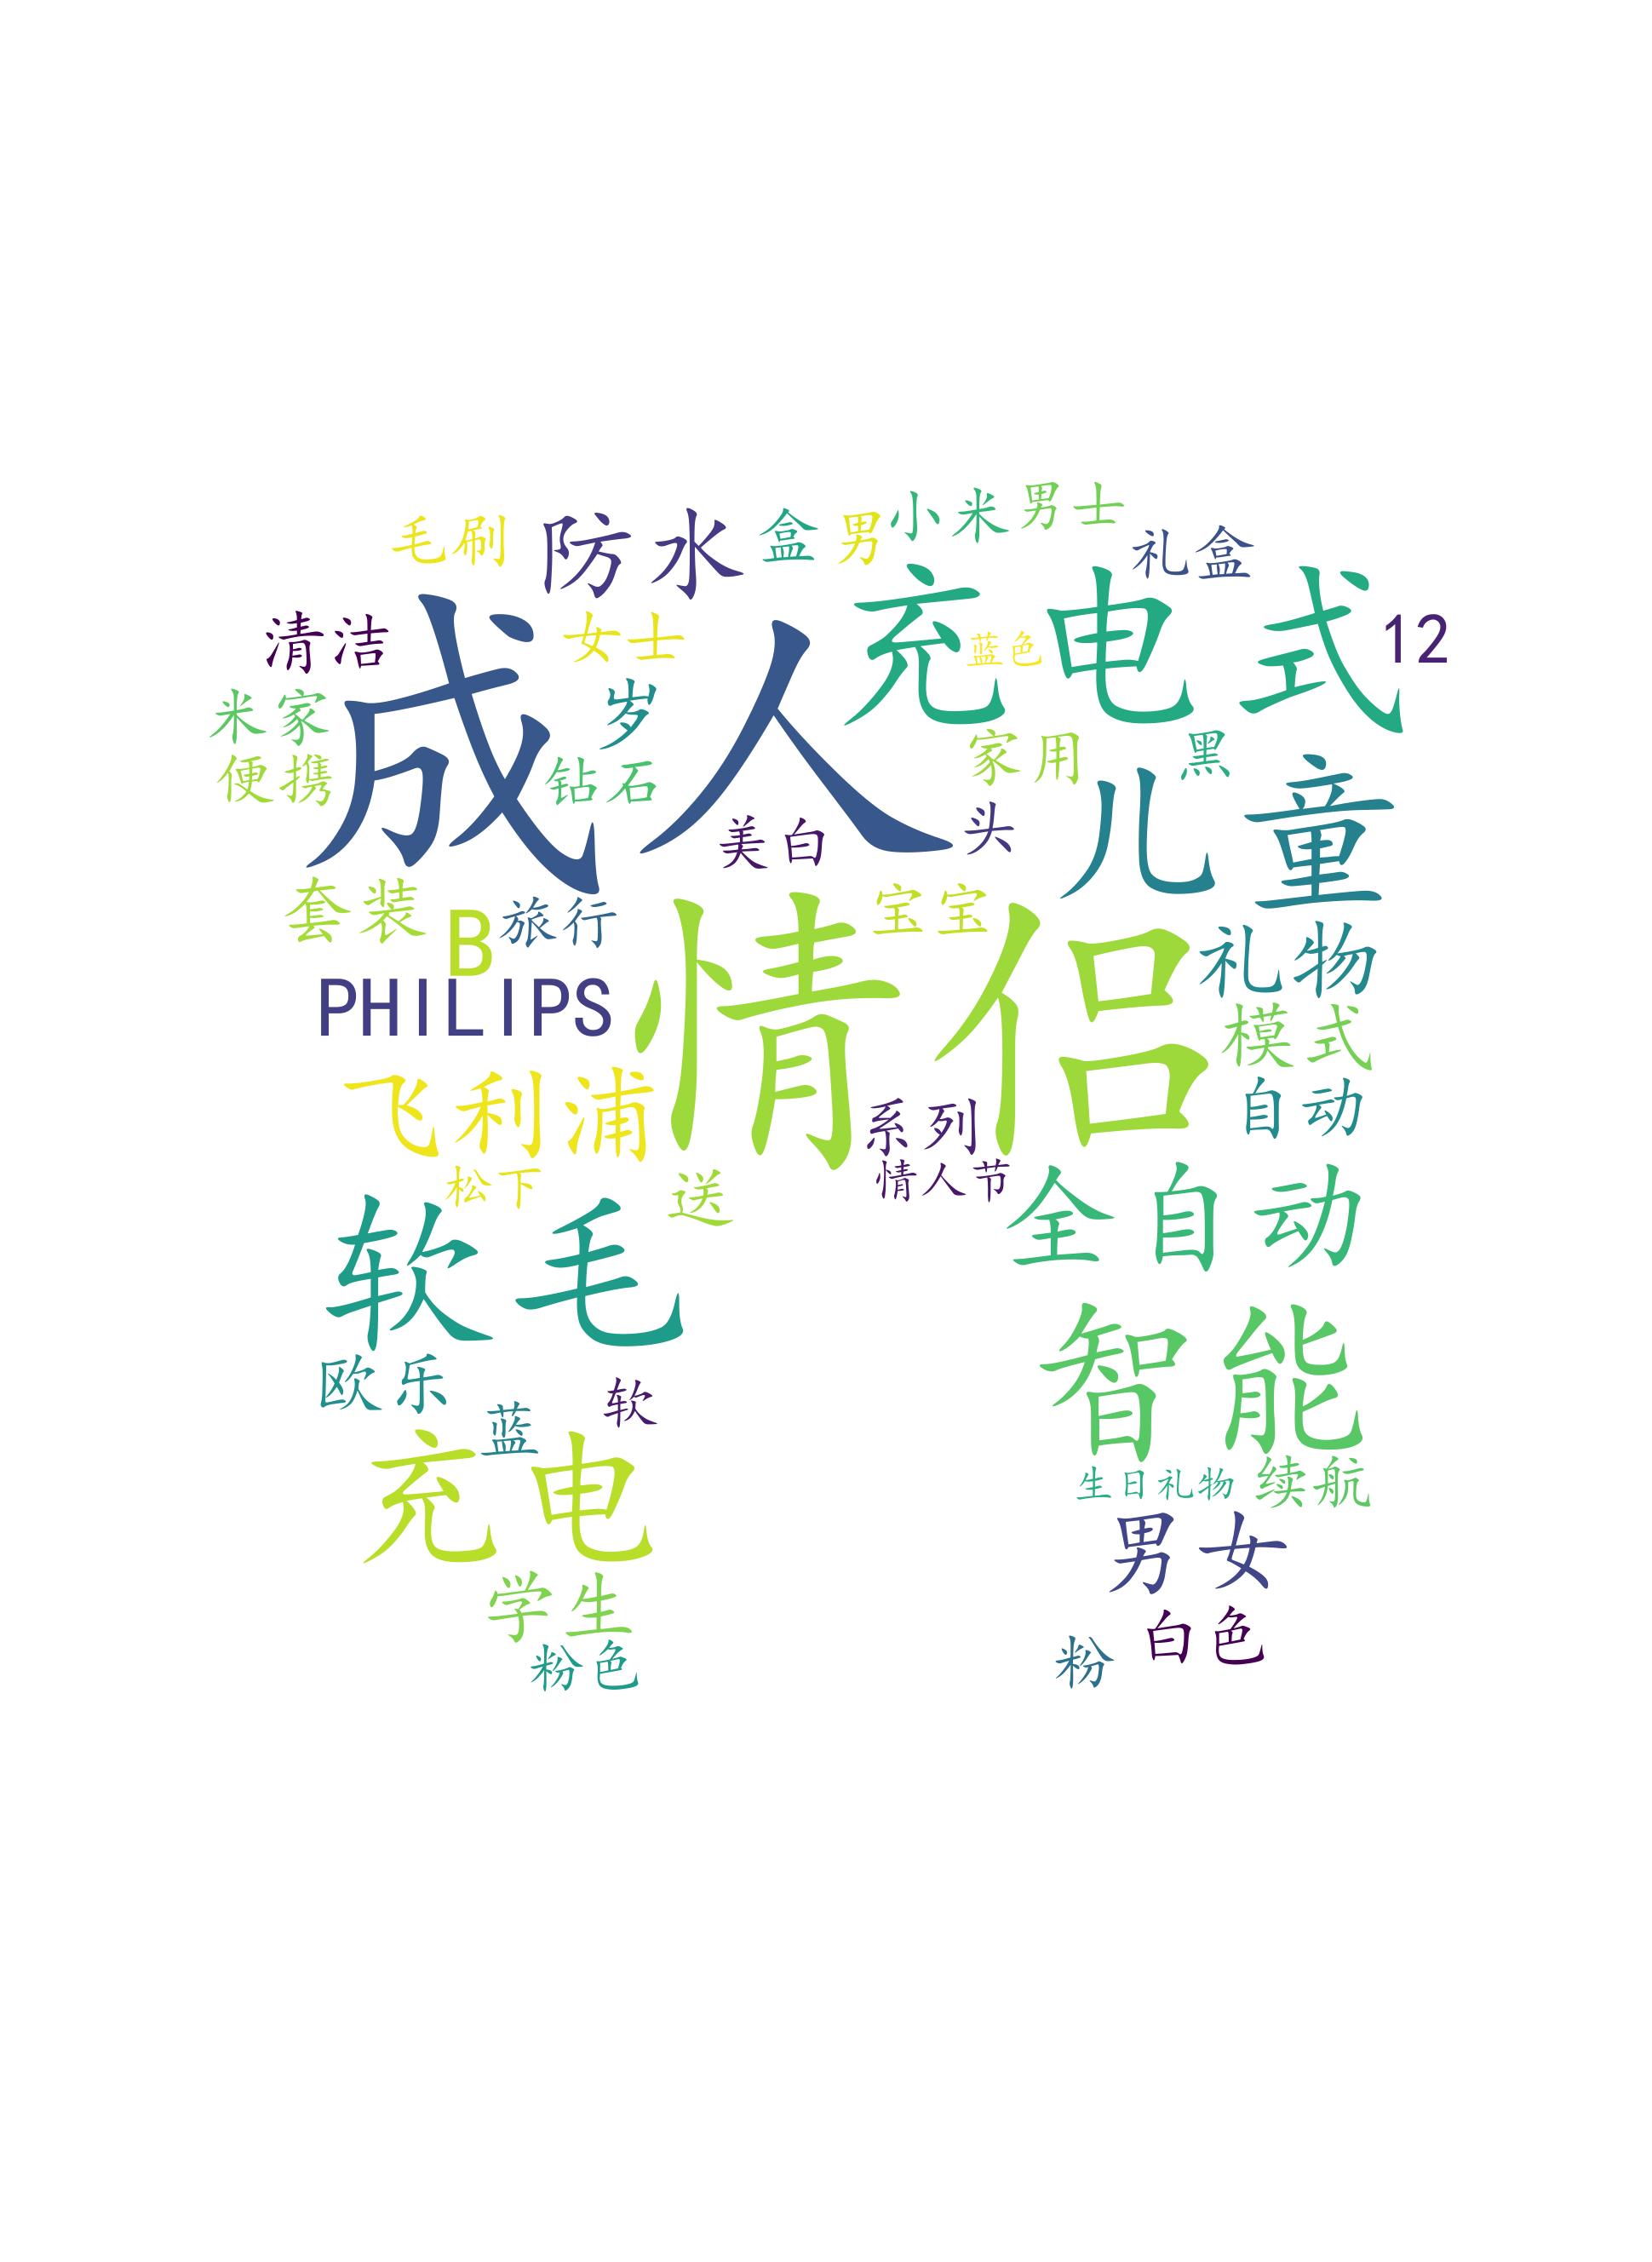 小米
男士
毛刷
防水
盒
男
礼盒
充电式
12
清洁
成人
女士
蓝色
米家
岁
便携
钻石
家用
黑
儿童
美白
头
套装
B
旅行
宝宝
礼物
PHILIPS
情侣
模式
飞利浦
系列
自动
松下
送
情人节
全自动
软毛
智能
欧乐
蓝
软
充电
生日礼物
续航
男女
学生
白色
粉色
粉